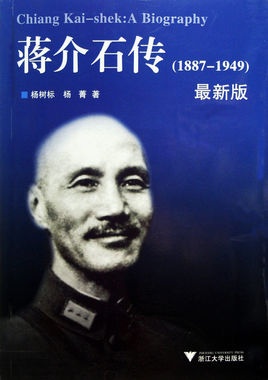 Chiang Kai-shek:A Biography
蒋介石传(1887-1949)
最新版
杨树标 杨菁 著
ZHEJIANG UNIVERSITY PRESS
浙江大学出版社